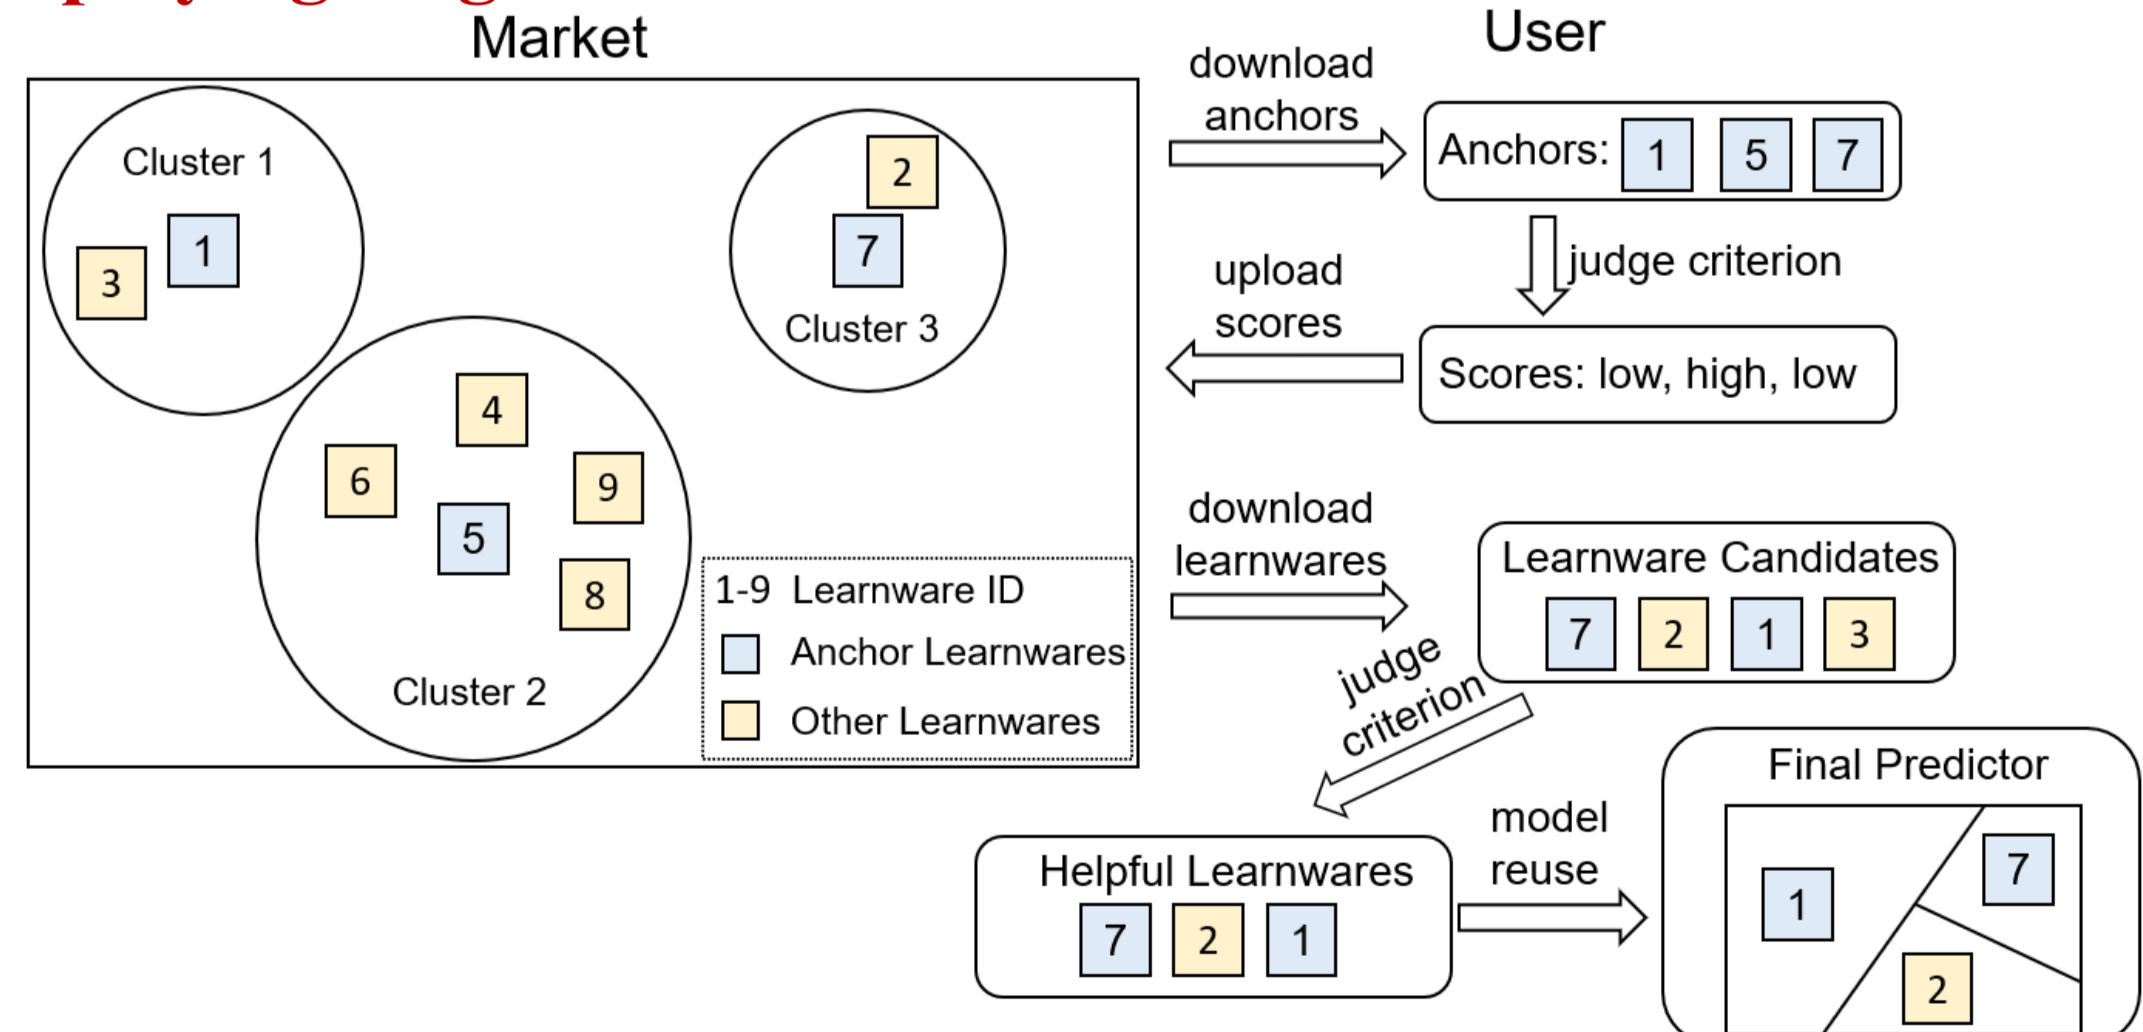 Market
User
Cluster 1
3
1
2
7
Cluster 3
4
6
9
5
8
Cluster 2
1-9 Learnware ID
Anchor Learnwares
Other Learnwares
download
anchors
Anchors: 1 5 7
judge criterion
upload
scores
Scores: low, high, low
download
learnwares
Learnware Candidates
7 2 1 3
judge
criterion
Helpful Learnwares
7 2 1
model
reuse
Final Predictor
1
7
2